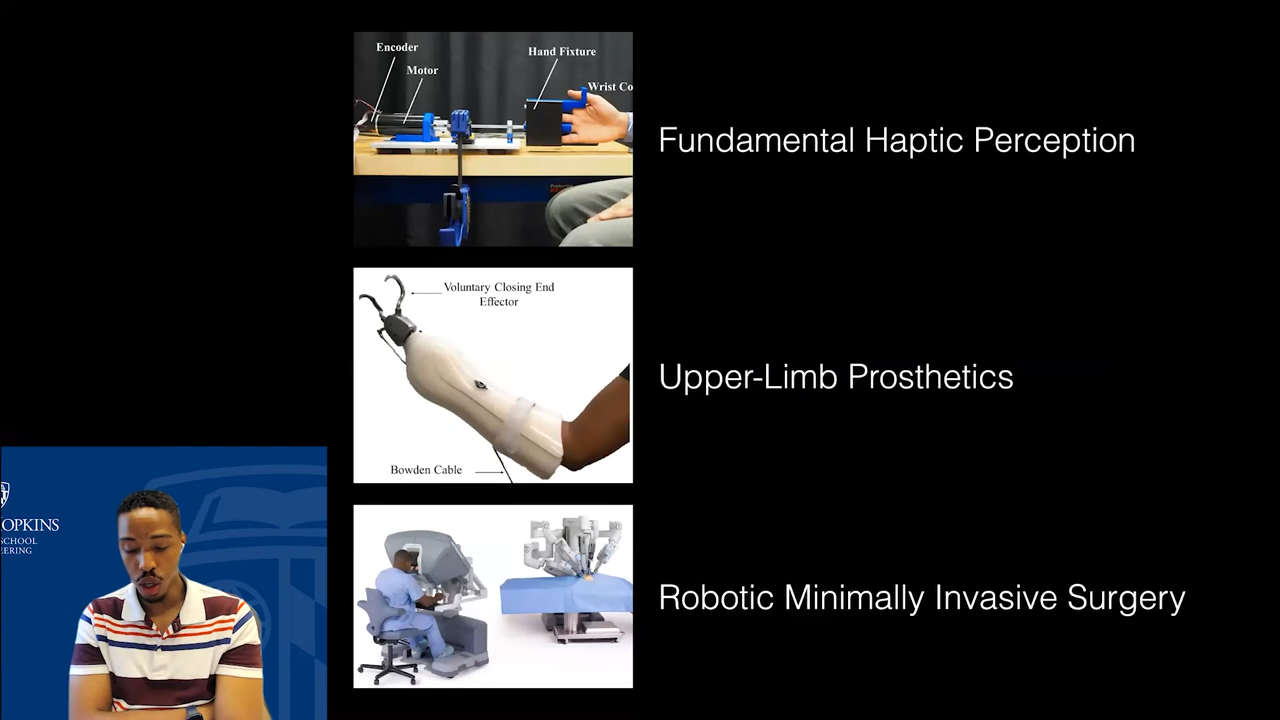 Encoder
Motor
Hand Fixture
Wrist Co
Fundamental Haptic Perception
Voluntary Closing End
Effector
Bowden Cable
Upper-Limb Prosthetics
Robotic Minimally Invasive Surgery
OPKINS
SCHOOL
EERING